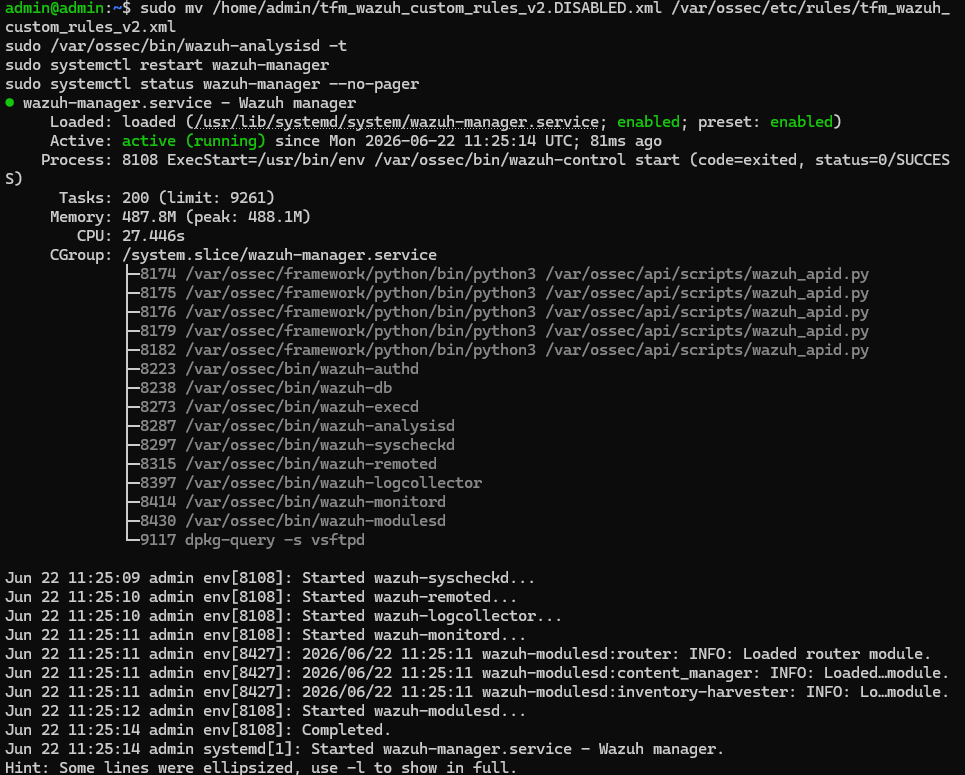 admin@admin:~$ sudo mv /home/admin/tfm_wazuh_custom_rules_v2.DISABLED.xml /var/ossec/etc/rules/tfm_wazuh_
custom_rules_v2.xml
sudo /var/ossec/bin/wazuh-analysisd -t
sudo systemctl restart wazuh-manager
sudo systemctl status wazuh-manager --no-pager
● wazuh-manager.service - Wazuh manager
     Loaded: loaded (/usr/lib/systemd/system/wazuh-manager.service; enabled; preset: enabled)
     Active: active (running) since Mon 2026-06-22 11:25:14 UTC; 81ms ago
    Process: 8108 ExecStart=/usr/bin/env /var/ossec/bin/wazuh-control start (code=exited, status=0/SUCCES
S)
      Tasks: 200 (limit: 9261)
     Memory: 487.8M (peak: 488.1M)
        CPU: 27.446s
     CGroup: /system.slice/wazuh-manager.service
             ├─8174 /var/ossec/framework/python/bin/python3 /var/ossec/api/scripts/wazuh_apid.py
             ├─8175 /var/ossec/framework/python/bin/python3 /var/ossec/api/scripts/wazuh_apid.py
             ├─8176 /var/ossec/framework/python/bin/python3 /var/ossec/api/scripts/wazuh_apid.py
             ├─8179 /var/ossec/framework/python/bin/python3 /var/ossec/api/scripts/wazuh_apid.py
             ├─8182 /var/ossec/framework/python/bin/python3 /var/ossec/api/scripts/wazuh_apid.py
             ├─8223 /var/ossec/bin/wazuh-authd
             ├─8238 /var/ossec/bin/wazuh-db
             ├─8273 /var/ossec/bin/wazuh-execd
             ├─8287 /var/ossec/bin/wazuh-analysisd
             ├─8297 /var/ossec/bin/wazuh-syscheckd
             ├─8315 /var/ossec/bin/wazuh-remoted
             ├─8397 /var/ossec/bin/wazuh-logcollector
             ├─8414 /var/ossec/bin/wazuh-monitord
             ├─8430 /var/ossec/bin/wazuh-modulesd
             └─9117 dpkg-query -s vsftpd

Jun 22 11:25:09 admin env[8108]: Started wazuh-syscheckd...
Jun 22 11:25:10 admin env[8108]: Started wazuh-remoted...
Jun 22 11:25:10 admin env[8108]: Started wazuh-logcollector...
Jun 22 11:25:11 admin env[8108]: Started wazuh-monitord...
Jun 22 11:25:11 admin env[8427]: 2026/06/22 11:25:11 wazuh-modulesd:router: INFO: Loaded router module.
Jun 22 11:25:11 admin env[8427]: 2026/06/22 11:25:11 wazuh-modulesd:content_manager: INFO: Loaded…module.
Jun 22 11:25:11 admin env[8427]: 2026/06/22 11:25:11 wazuh-modulesd:inventory-harvester: INFO: Lo…module.
Jun 22 11:25:12 admin env[8108]: Started wazuh-modulesd...
Jun 22 11:25:14 admin env[8108]: Completed.
Jun 22 11:25:14 admin systemd[1]: Started wazuh-manager.service - Wazuh manager.
Hint: Some lines were ellipsized, use -l to show in full.